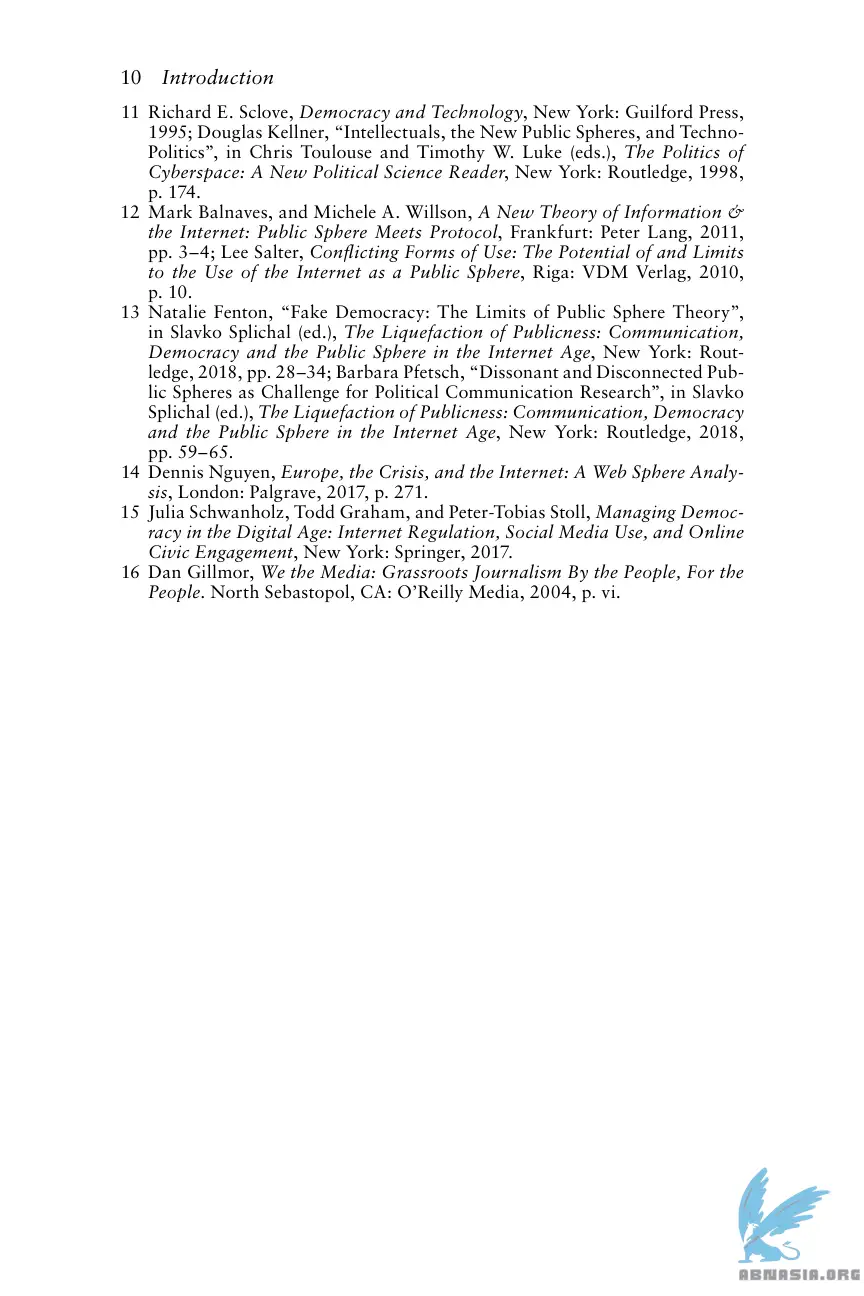 10 Introduction
11 Richard E. Sclove, Democracy and Technology, New York: Guilford Press,
1995; Douglas Kellner, “Intellectuals, the New Public Spheres, and Techno-
Politics”, in Chris Toulouse and Timothy W. Luke (eds.), The Politics of
Cyberspace: A New Political Science Reader, New York: Routledge, 1998,
p. 174.
12 Mark Balnaves, and Michele A. Willson, A New Theory of Information &
the Internet: Public Sphere Meets Protocol, Frankfurt: Peter Lang, 2011,
pp. 3–4; Lee Salter, Conflicting Forms of Use: The Potential of and Limits
to the Use of the Internet as a Public Sphere, Riga: VDM Verlag, 2010,
p. 10.
13 Natalie Fenton, “Fake Democracy: The Limits of Public Sphere Theory”,
in Slavko Splichal (ed.), The Liquefaction of Publicness: Communication,
Democracy and the Public Sphere in the Internet Age, New York: Rout-
ledge, 2018, pp. 28–34; Barbara Pfetsch, “Dissonant and Disconnected Pub-
lic Spheres as Challenge for Political Communication Research”, in Slavko
Splichal (ed.), The Liquefaction of Publicness: Communication, Democracy
and the Public Sphere in the Internet Age, New York: Routledge, 2018,
pp. 59–65.
14 Dennis Nguyen, Europe, the Crisis, and the Internet: A Web Sphere Analy-
sis, London: Palgrave, 2017, p. 271.
15 Julia Schwanholz, Todd Graham, and Peter-Tobias Stoll, Managing Democ-
racy in the Digital Age: Internet Regulation, Social Media Use, and Online
Civic Engagement, New York: Springer, 2017.
16 Dan Gillmor, We the Media: Grassroots Journalism By the People, For the
People. North Sebastopol, CA: O’Reilly Media, 2004, p. vi.
ABNASIA.ORG